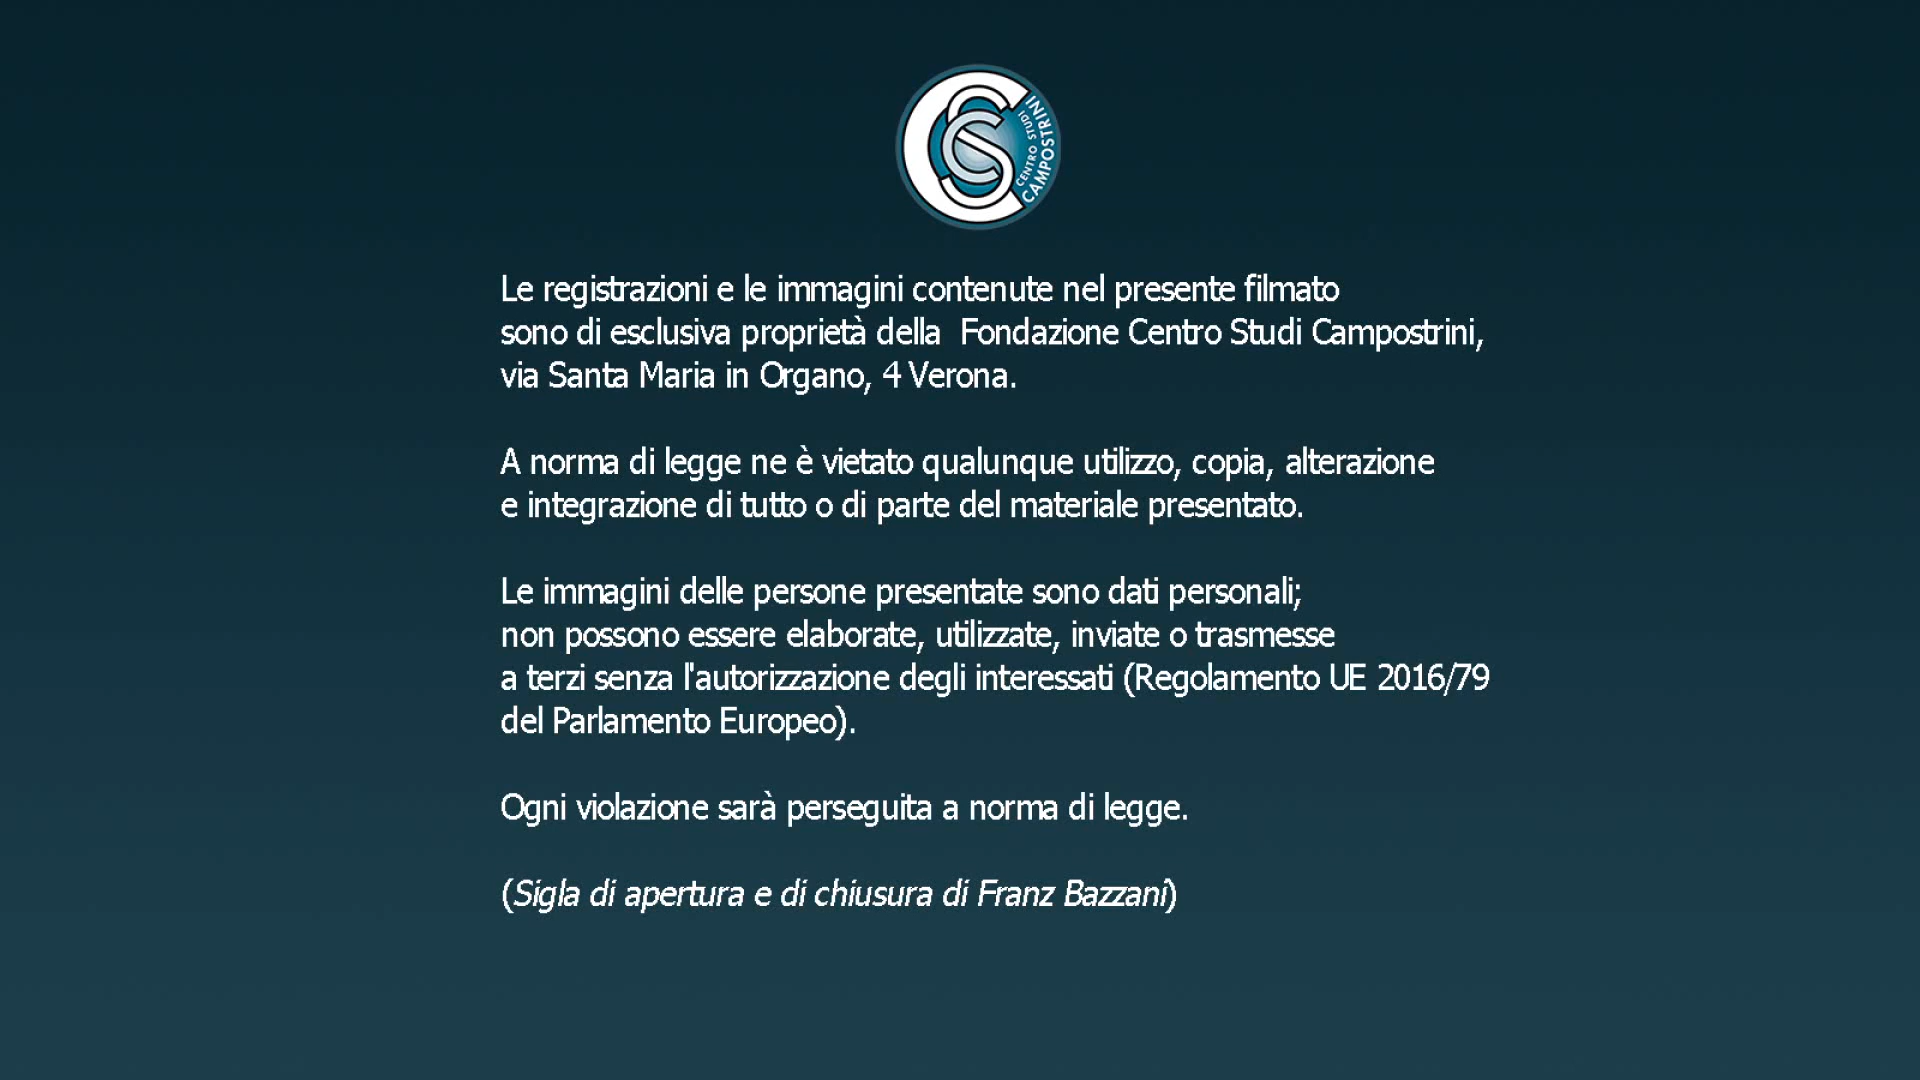 CENTRO STUDI
CAMPOSTRINI
Le registrazioni e le immagini contenute nel presente filmato
sono di esclusiva proprietà della  Fondazione Centro Studi Campostrini,
via Santa Maria in Organo, 4 Verona.
A norma di legge ne è vietato qualunque utilizzo, copia, alterazione
e integrazione di tutto o di parte del materiale presentato.
Le immagini delle persone presentate sono dati personali;
non possono essere elaborate, utilizzate, inviate o trasmesse
a terzi senza l'autorizzazione degli interessati (Regolamento UE 2016/79
del Parlamento Europeo).
Ogni violazione sarà perseguita a norma di legge.
(Sigla di apertura e di chiusura di Franz Bazzani)